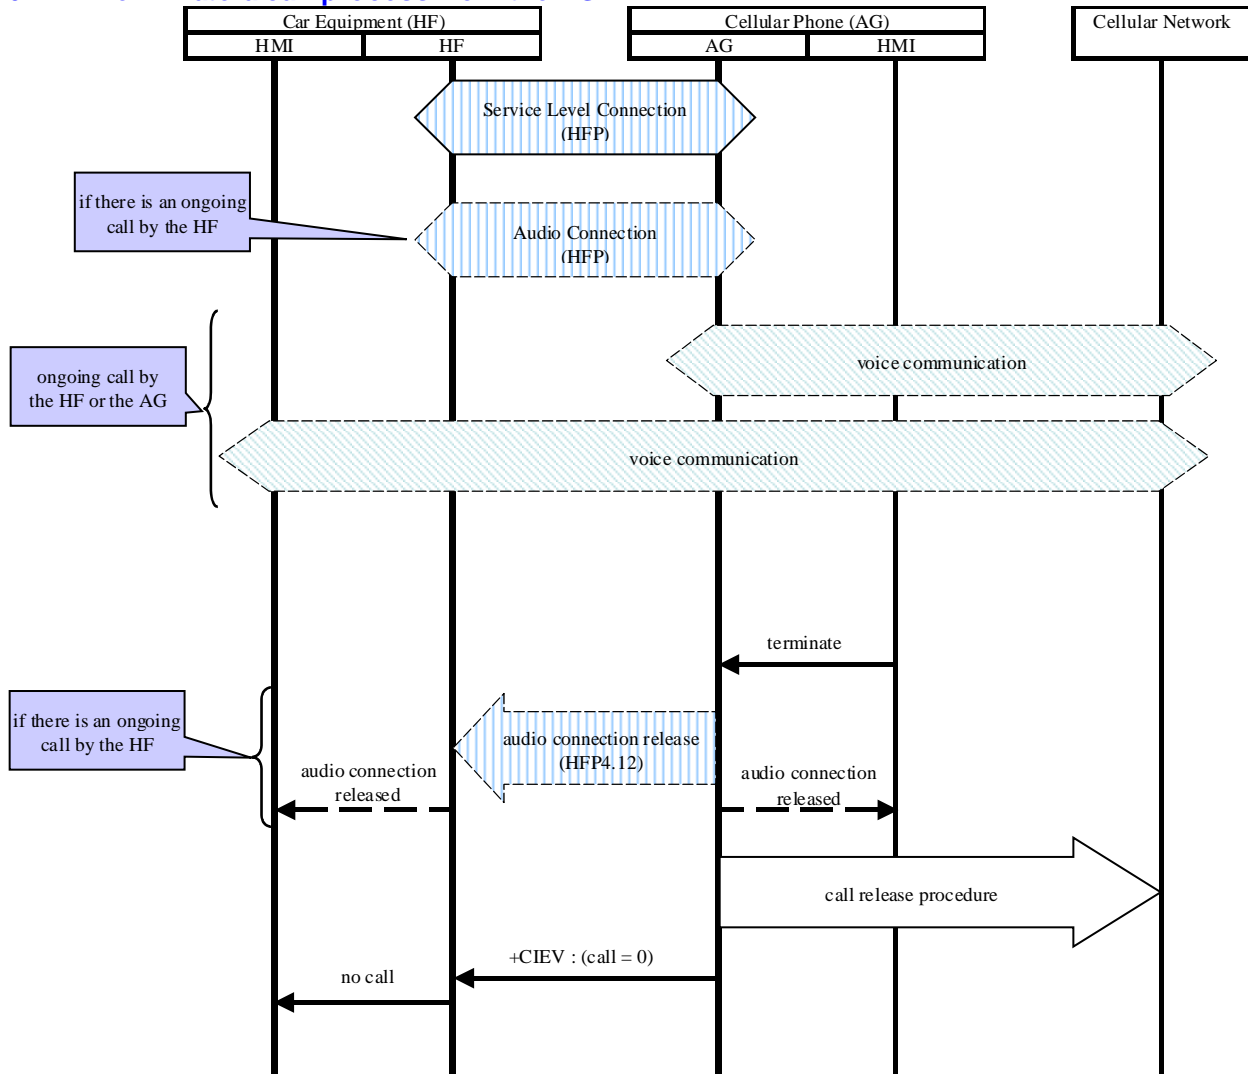 Car Equipment (HF)
Cellular Phone (AG)
Cellular Network
HMI
HF
AG
HMI
Service Level Connection
(HFP)
if there is an ongoing
call by the HF
Audio Connection
(HFP)
voice communication
ongoing call by
the HF or the AG
voice communication
terminate
if there is an ongoing
call by the HF
audio connection release
(HFP4.12)
audio connection
released
audio connection
released
call release procedure
+CIEV : (call = 0)
no call